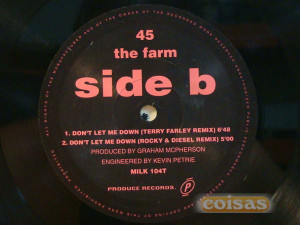 45
the farm
side b
1. DON'T LET ME DOWN (TERRY FARLEY REMIX) 6'48
2. DON'T LET ME DOWN (ROCKY & DIESEL REMIX) 5'00
PRODUCED BY GRAHAM MCPHERSON
ENGINEERED BY KEVIN PETRIE
MILK 104T
PRODUCE RECORDS.
P
coisas